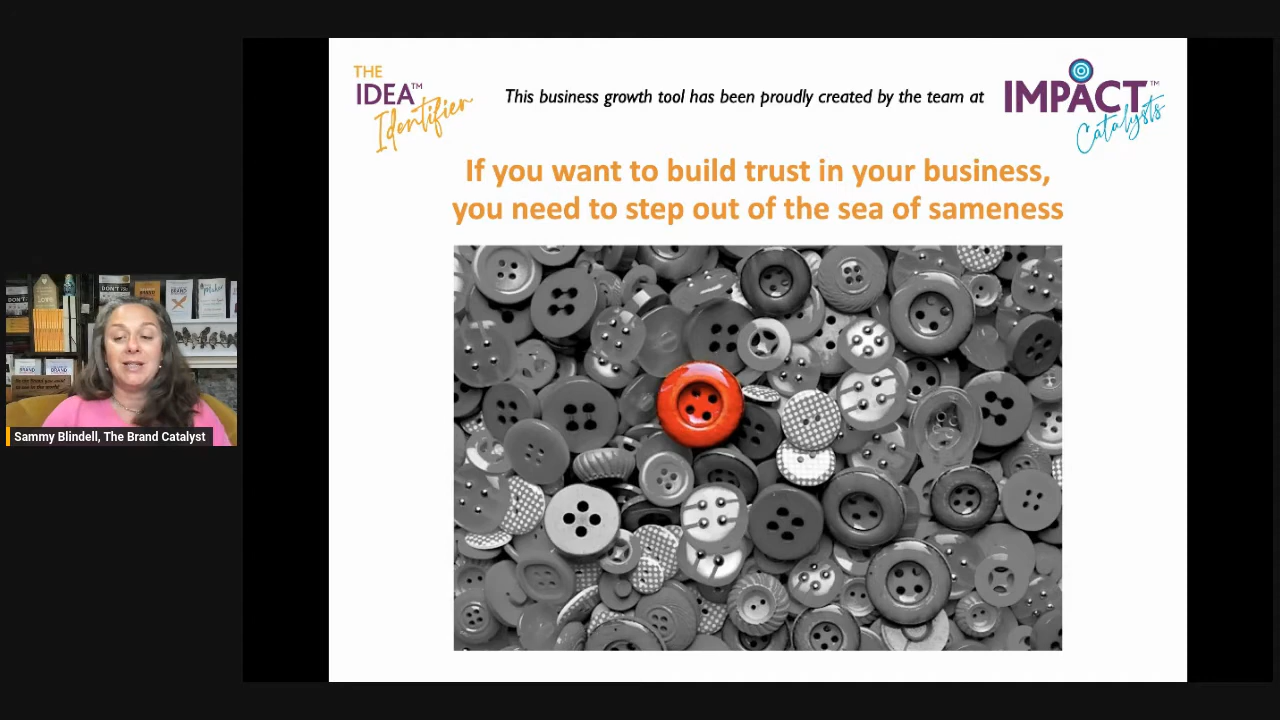 THE
IDEA™
Identifier
This business growth tool has been proudly created by the team at
IMPACT™
Catalysts
If you want to build trust in your business,
you need to step out of the sea of sameness
Sammy Blindell, The Brand Catalyst